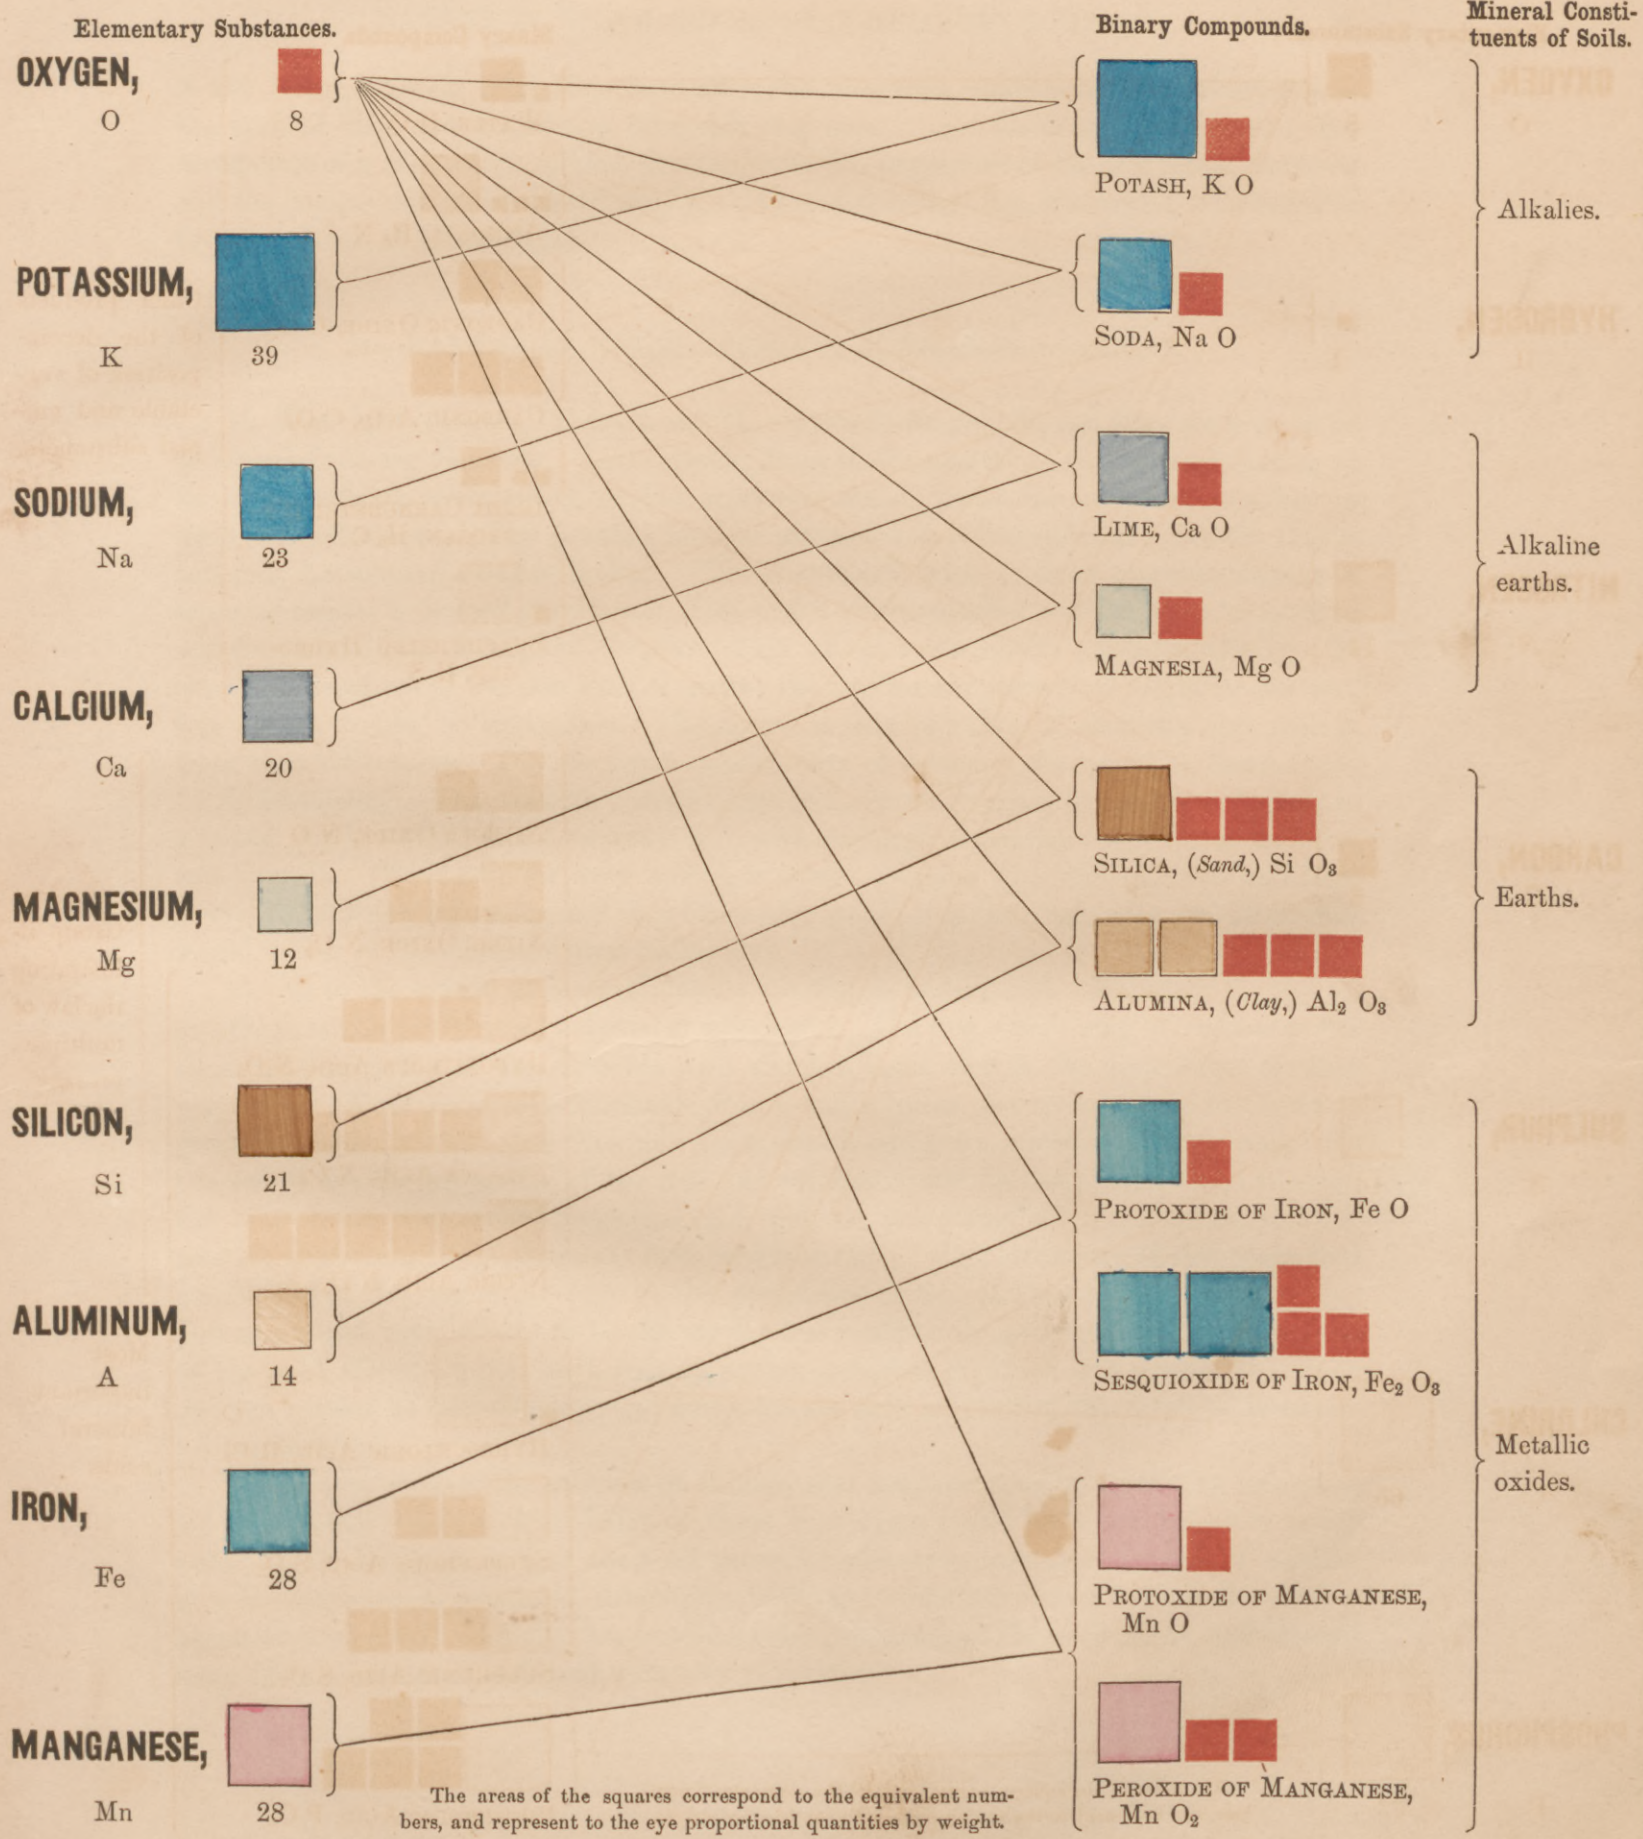 Elementary Substances.
OXYGEN,
O 8
POTASSIUM,
K 39
SODIUM,
Na 23
CALCIUM,
Ca 20
MAGNESIUM,
Mg 12
SILICON,
Si 21
ALUMINUM,
A 14
IRON,
Fe 28
MANGANESE,
Mn 28
The areas of the squares correspond to the equivalent num-
bers, and represent to the eye proportional quantities by weight.
Binary Compounds.
POTASH, K O
SODA, Na O
LIME, Ca O
MAGNESIA, Mg O
SILICA, (Sand,) Si O₃
ALUMINA, (Clay,) Al₂ O₃
PROTOXIDE OF IRON, Fe O
SESQUIOXIDE OF IRON, Fe₂ O₃
PROTOXIDE OF MANGANESE,
Mn O
PEROXIDE OF MANGANESE,
Mn O₂
Mineral Consti-
tuents of Soils.
Alkalies.
Alkaline
earths.
Earths.
Metallic
oxides.